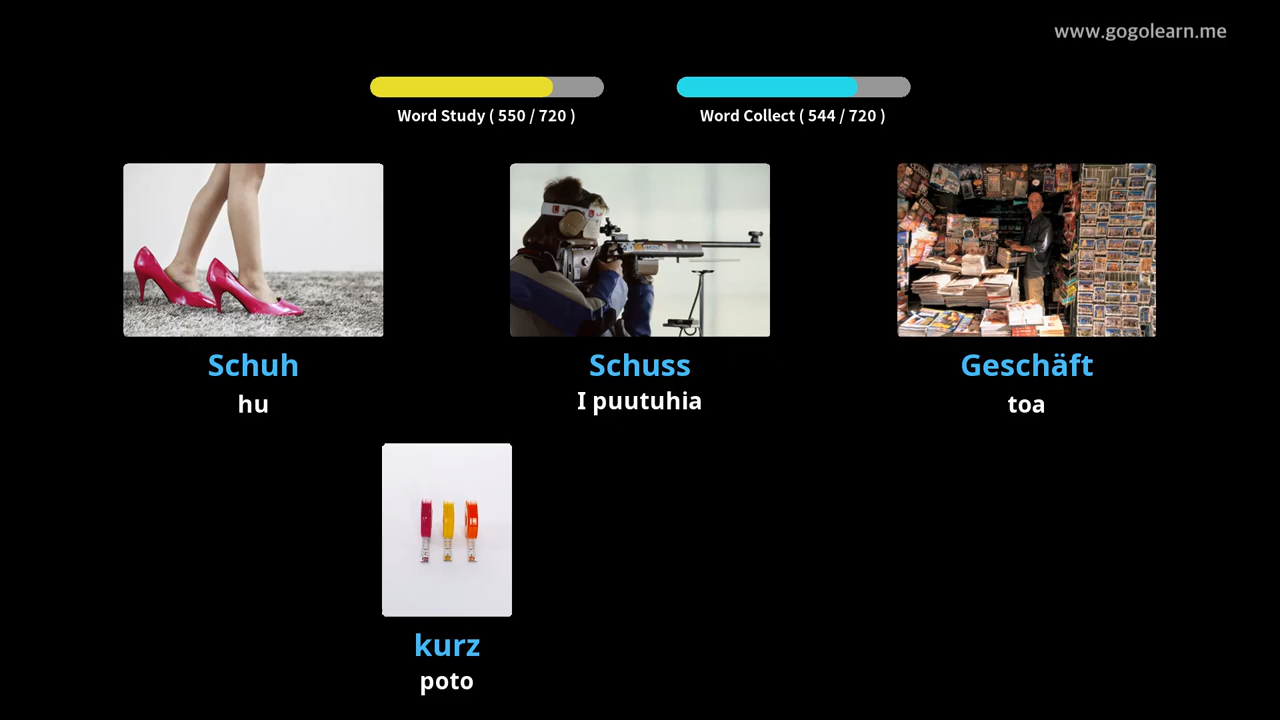 www.gogolearn.me
Word Study ( 550 / 720 )
Word Collect ( 544 / 720 )
Schuh
hu
Schuss
I puutuhia
Geschäft
toa
kurz
poto